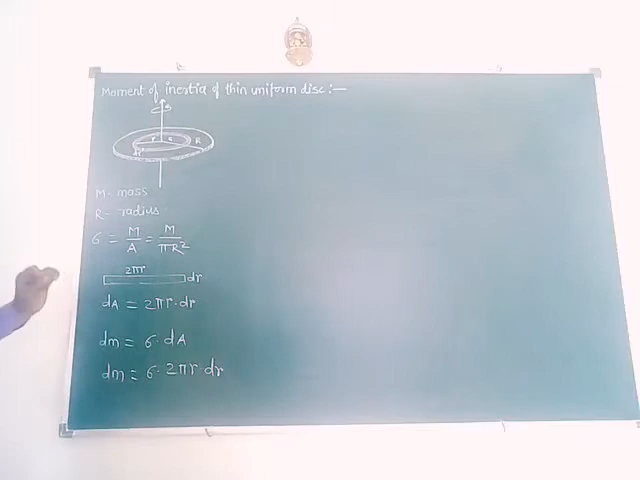 Moment of inertia of thin uniform disc:-
R
M - mass
R - radius
σ = M/A = M/πR²
2πr
dr
dA = 2πr·dr
dm = σ·dA
dm = σ·2πr·dr